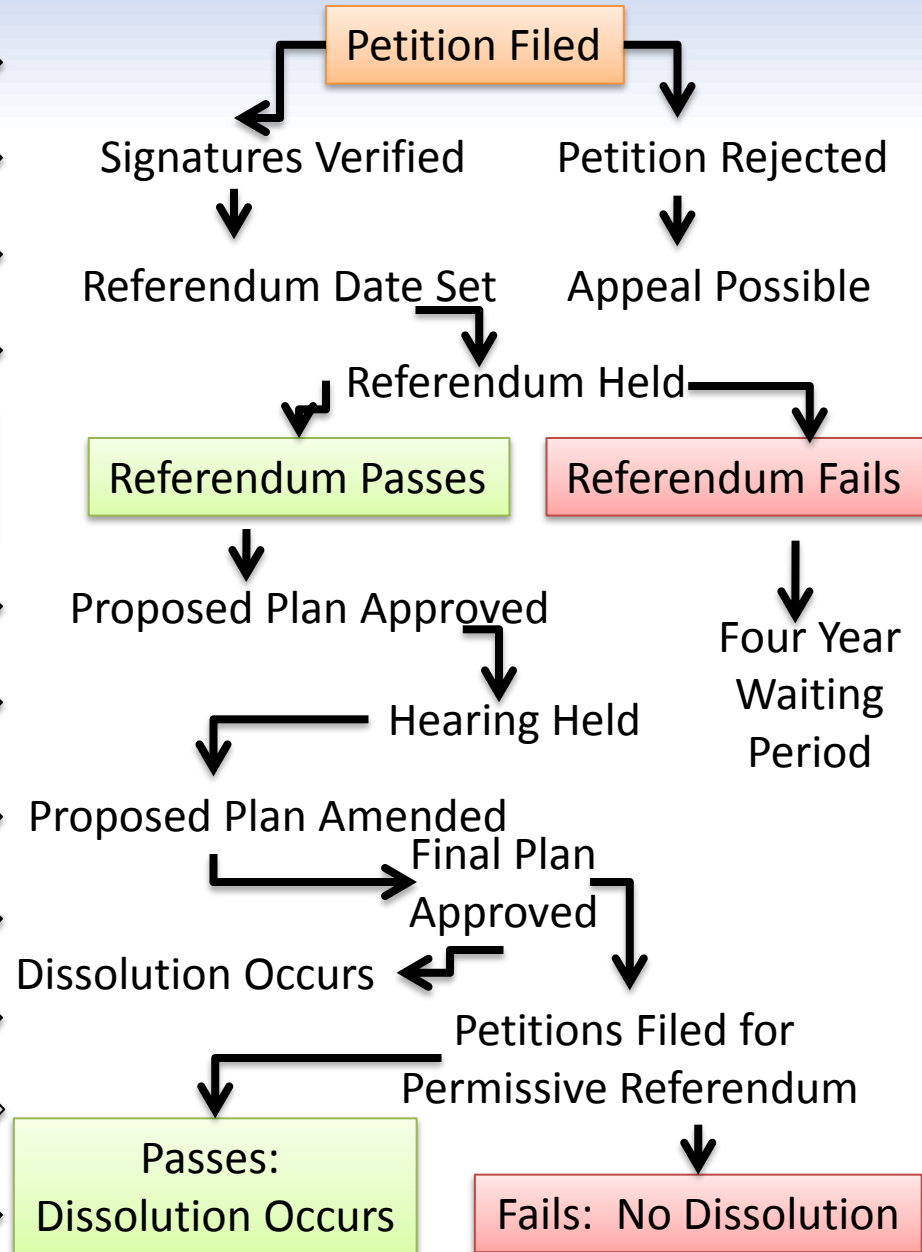 Petition Filed
Signatures Verified
Petition Rejected
Referendum Date Set
Appeal Possible
Referendum Held
Referendum Passes
Referendum Fails
Proposed Plan Approved
Four Year
Waiting
Period
Hearing Held
Proposed Plan Amended
Final Plan
Approved
Dissolution Occurs
Petitions Filed for
Permissive Referendum
Passes:
Dissolution Occurs
Fails: No Dissolution